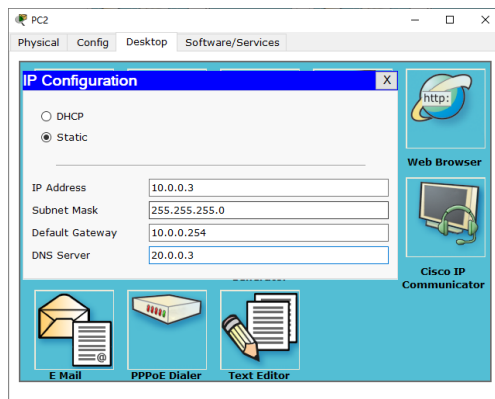 PC2
Physical Config Desktop Software/Services
IP Configuration X
DHCP
Static
IP Address 10.0.0.3
Subnet Mask 255.255.255.0
Default Gateway 10.0.0.254
DNS Server 20.0.0.3
http:
Web Browser
Cisco IP
Communicator
@
E Mail PPPoE Dialer Text Editor